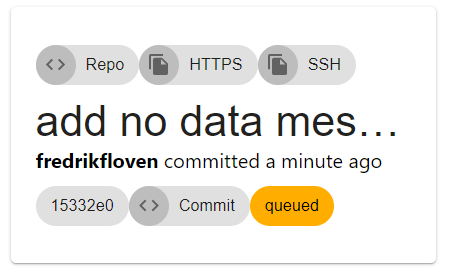 Repo HTTPS SSH
add no data mes...
fredrikfloven committed a minute ago
15332e0 Commit queued